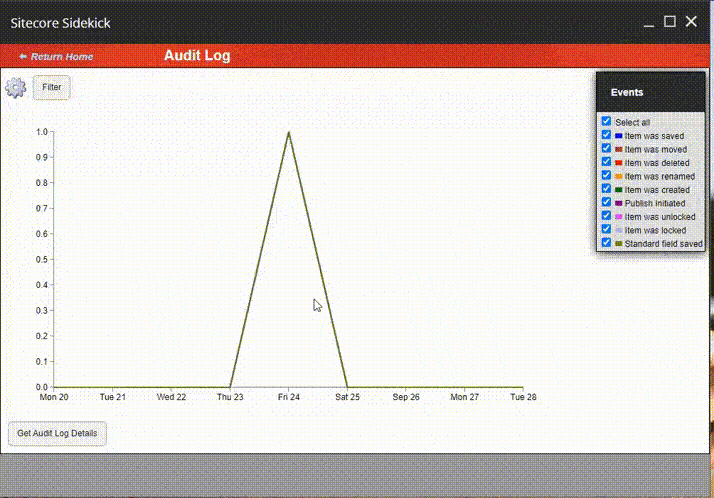 Sitecore Sidekick
Return Home
Audit Log
Filter
Events
Select all
Item was saved
Item was moved
Item was deleted
Item was renamed
Item was created
Publish initiated
Item was unlocked
Item was locked
Standard field saved
1.0
0.9
0.8
0.7
0.6
0.5
0.4
0.3
0.2
0.1
0.0
Mon 20 Tue 21 Wed 22 Thu 23 Fri 24 Sat 25 Sep 26 Mon 27 Tue 28
Get Audit Log Details